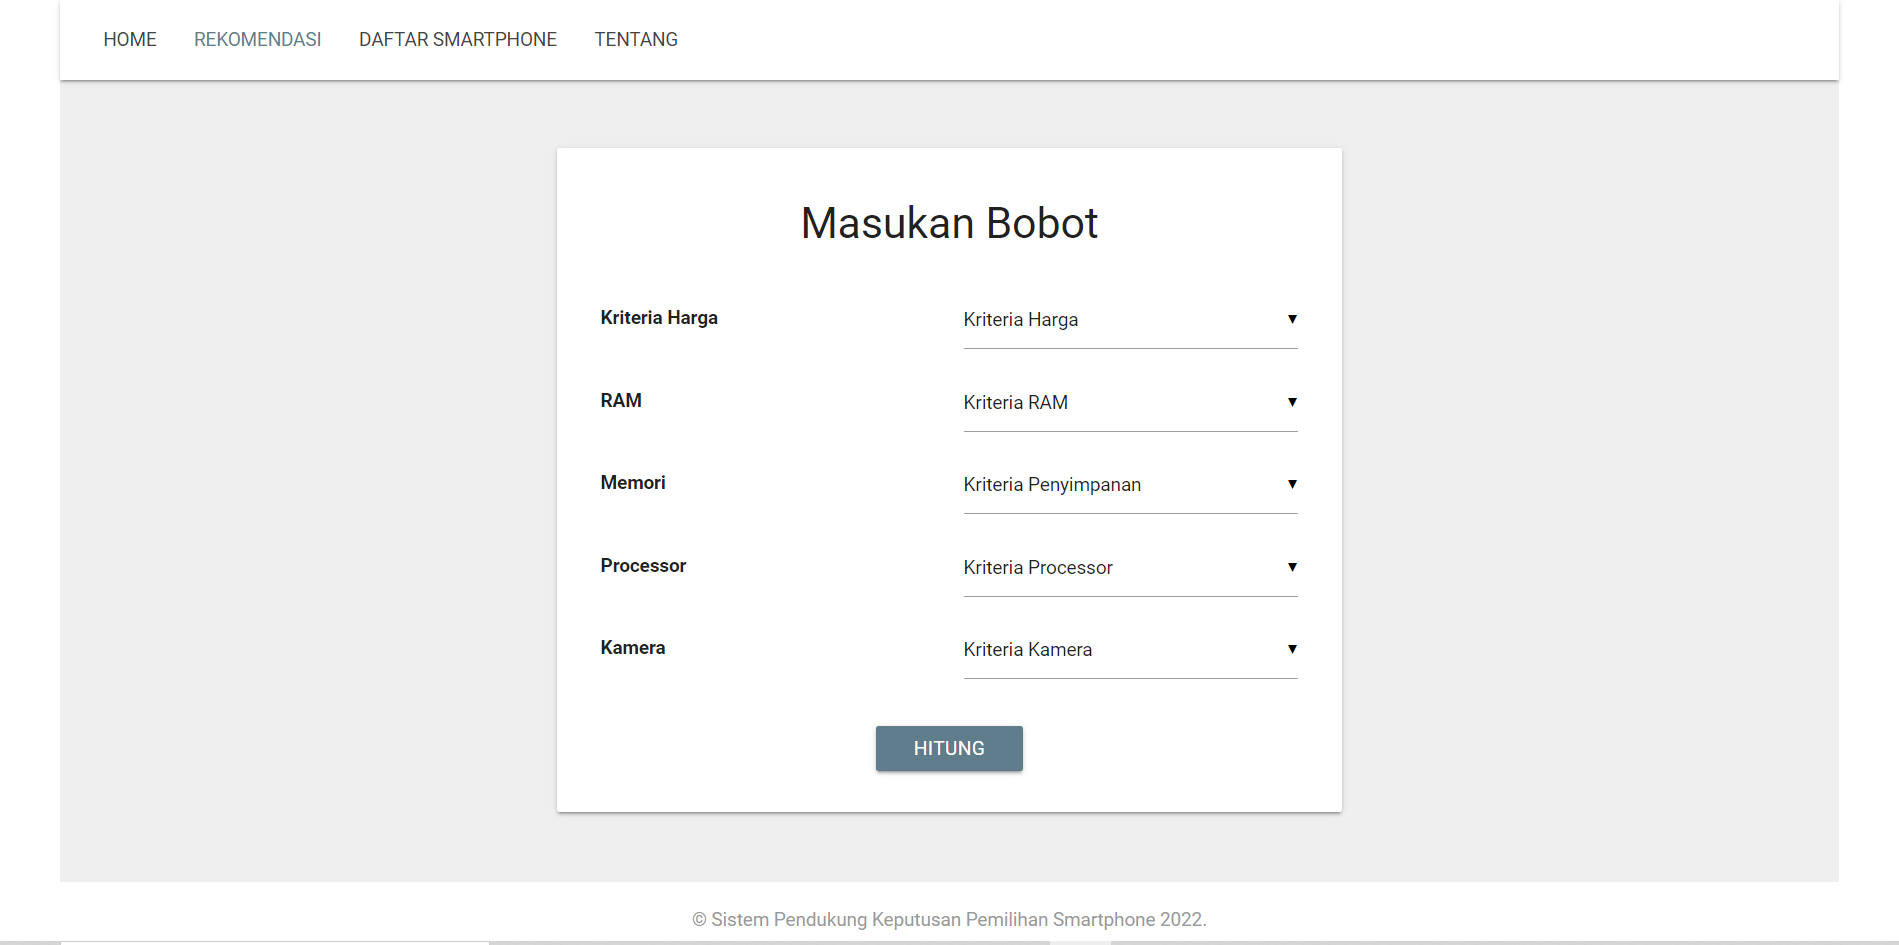 HOME REKOMENDASI DAFTAR SMARTPHONE TENTANG
Masukan Bobot
Kriteria Harga Kriteria Harga ▼
RAM Kriteria RAM ▼
Memori Kriteria Penyimpanan ▼
Processor Kriteria Processor ▼
Kamera Kriteria Kamera ▼
HITUNG
© Sistem Pendukung Keputusan Pemilihan Smartphone 2022.